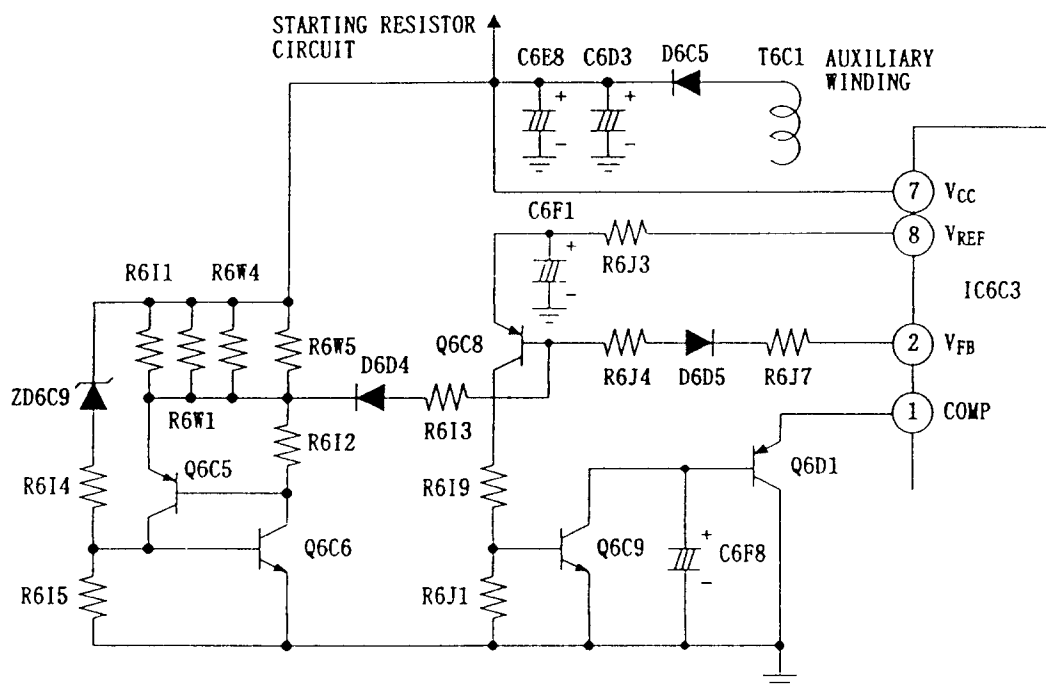 STARTING RESISTOR
CIRCUIT
C6E8 C6D3 D6C5 T6C1 AUXILIARY
WINDING
+ +
- -
7 VCC
C6F1
8 VREF
R6J3
+
-
R6I1 R6W4
IC6C3
R6W5 Q6C8
2 VFB
D6D4 R6J4 D6D5 R6J7
ZD6C9
R6W1 R6I3
1 COMP
R6I2
Q6C5 Q6D1
R6I4 R6I9
Q6C6 Q6C9 + C6F8
-
R6I5 R6J1